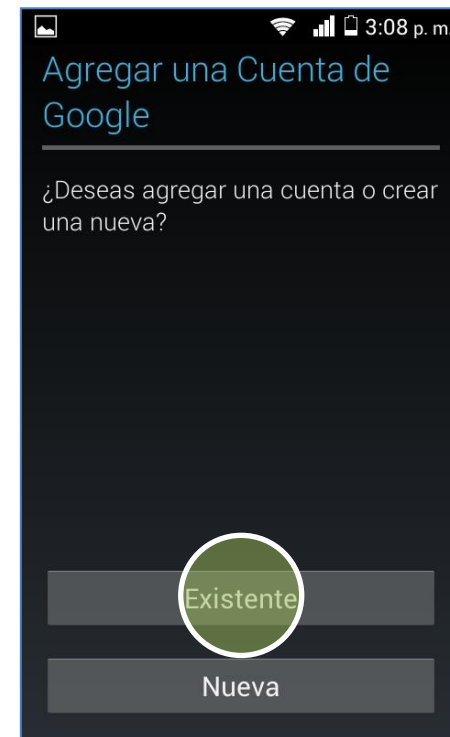 3:08 p. m.
Agregar una Cuenta de
Google
¿Deseas agregar una cuenta o crear
una nueva?
Existente
Nueva